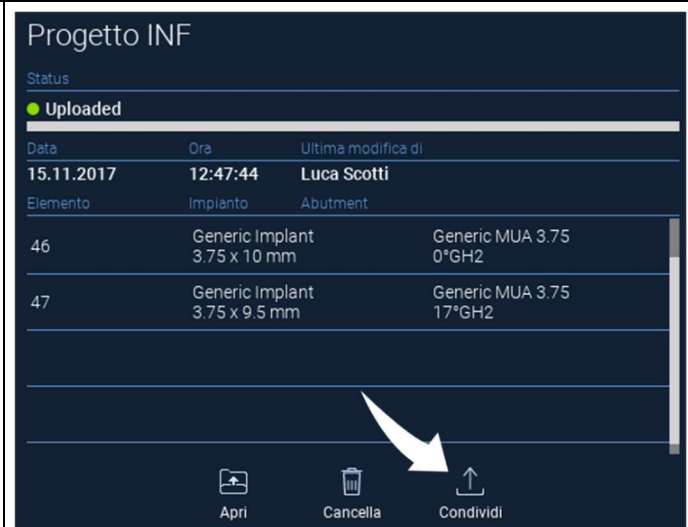 Progetto INF
Status
Uploaded
Data Ora Ultima modifica di
15.11.2017 12:47:44 Luca Scotti
Elemento Impianto Abutment
46 Generic Implant Generic MUA 3.75
3.75 x 10 mm 0°GH2
47 Generic Implant Generic MUA 3.75
3.75 x 9.5 mm 17°GH2
Apri Cancella Condividi